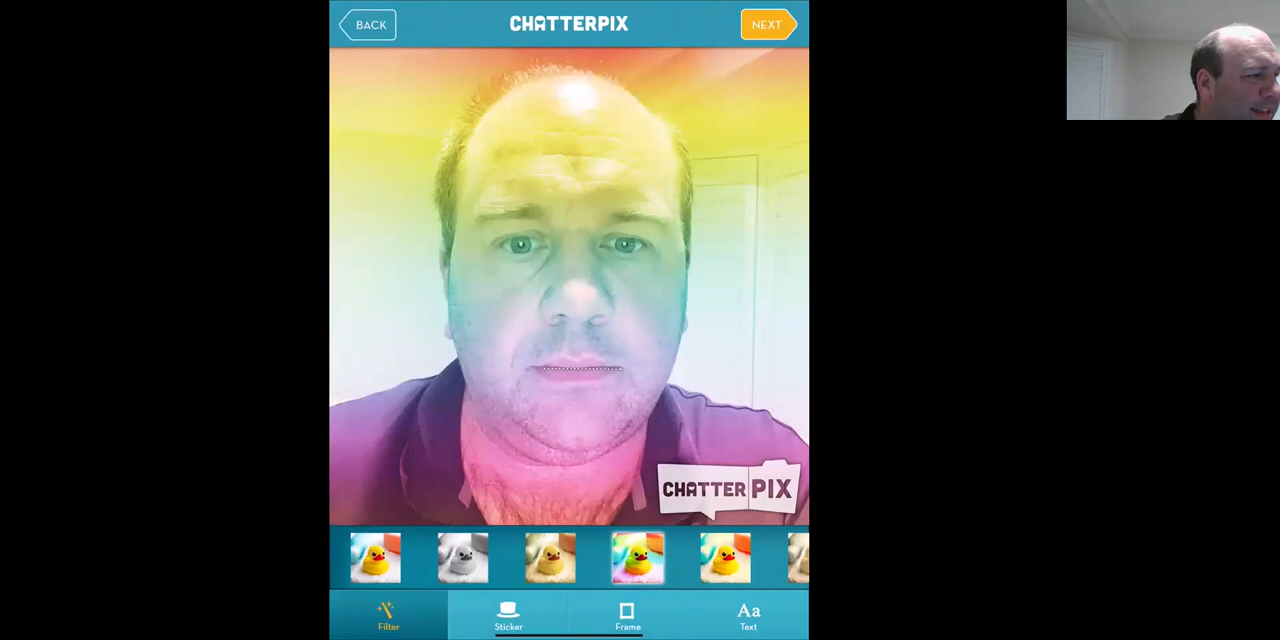 BACK
CHATTERPIX
NEXT
CHATTERPIX
Filter
Sticker
Frame
Aa
Text